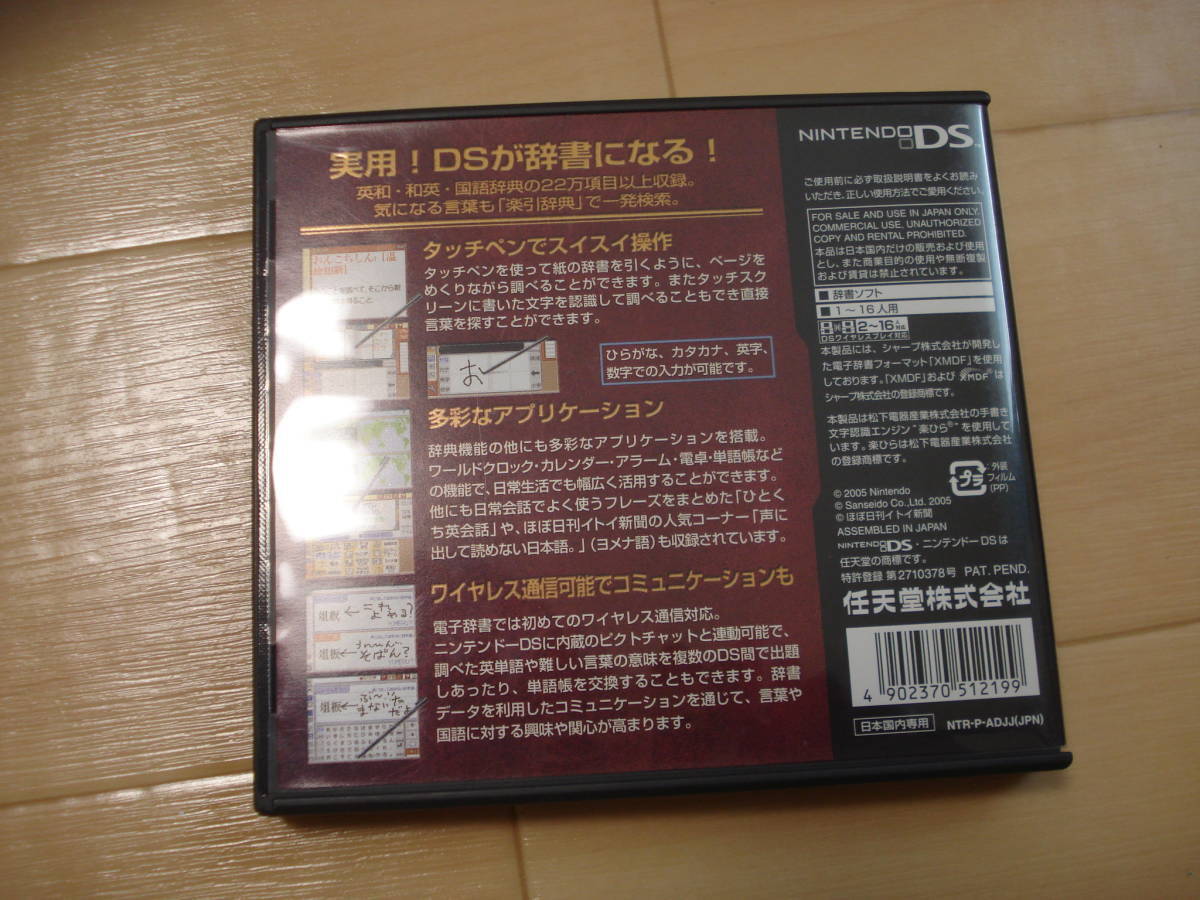 実用！DSが辞書になる！
英和・和英・国語辞典の22万項目以上収録。
気になる言葉も「楽引辞典」で一発検索。
タッチペンでスイスイ操作
タッチペンを使って紙の辞書を引くように、ページを
めくりながら調べることができます。またタッチスク
リーンに書いた文字を認識して調べることもでき直接
言葉を探すことができます。
お
ひらがな、カタカナ、英字、
数字での入力が可能です。
多彩なアプリケーション
辞典機能の他にも多彩なアプリケーションを搭載。
ワールドクロック・カレンダー・アラーム・電卓・単語帳など
の機能で、日常生活でも幅広く活用することができます。
他にも日常会話でよく使うフレーズをまとめた「ひとく
ち英会話」や、ほぼ日刊イトイ新聞の人気コーナー「声に
出して読めない日本語。」（ヨメナ語）も収録されています。
ワイヤレス通信可能でコミュニケーションも
電子辞書では初めてのワイヤレス通信対応。
ニンテンドーDSに内蔵のピクトチャットと連動可能で、
調べた英単語や難しい言葉の意味を複数のDS間で出題
しあったり、単語帳を交換することもできます。辞書
データを利用したコミュニケーションを通じて、言葉や
国語に対する興味や関心が高まります。
俎板
俎板
俎板
NINTENDO DS™
ご使用前に必ず取扱説明書をよくお読み
いただき、正しい使用方法でご愛用ください。
FOR SALE AND USE IN JAPAN ONLY.
COMMERCIAL USE, UNAUTHORIZED
COPY AND RENTAL PROHIBITED.
本品は日本国内だけの販売および使用
とし、また商業目的の使用や無断複製
および賃貸は禁止されています。
■ 辞書ソフト
■ 1〜16人用
2〜16人対応
DSワイヤレスプレイ対応
本製品には、シャープ株式会社が開発し
た電子辞書フォーマット「XMDF」を使用
しております。「XMDF」および XMDF は
シャープ株式会社の登録商標です。
本製品は松下電器産業株式会社の手書き
文字認識エンジン"楽ひら®"を使用して
います。楽ひらは松下電器産業株式会社
の登録商標です。
プラ
：外装
フィルム
(PP)
© 2005 Nintendo
© Sanseido Co.,Ltd. 2005
© ほぼ日刊イトイ新聞
ASSEMBLED IN JAPAN
NINTENDO DS・ニンテンドーDSは
任天堂の商標です。
特許登録 第2710378号 PAT. PEND.
任天堂株式会社
4 902370 512199
日本国内専用
NTR-P-ADJJ(JPN)